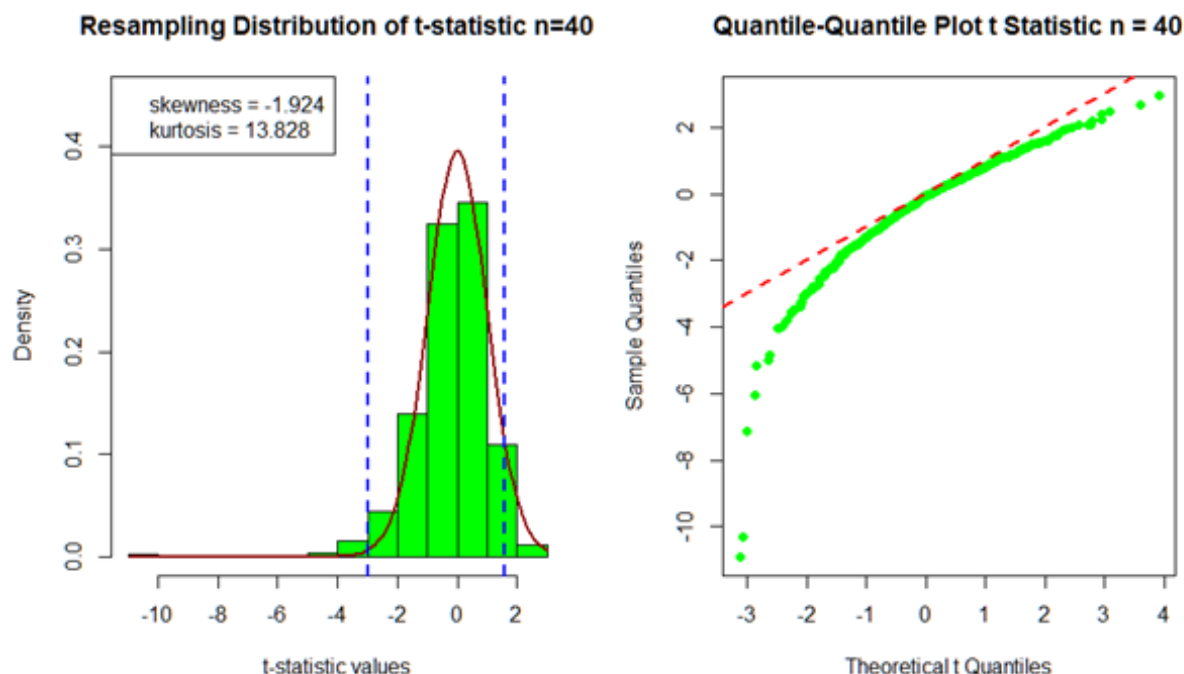 Resampling Distribution of t-statistic n=40
skewness = -1.924
kurtosis = 13.828
Density
0.0 0.1 0.2 0.3 0.4
-10 -8 -6 -4 -2 0 2
t-statistic values
Quantile-Quantile Plot t Statistic n = 40
Sample Quantiles
-10 -8 -6 -4 -2 0 2
-3 -2 -1 0 1 2 3 4
Theoretical t Quantiles